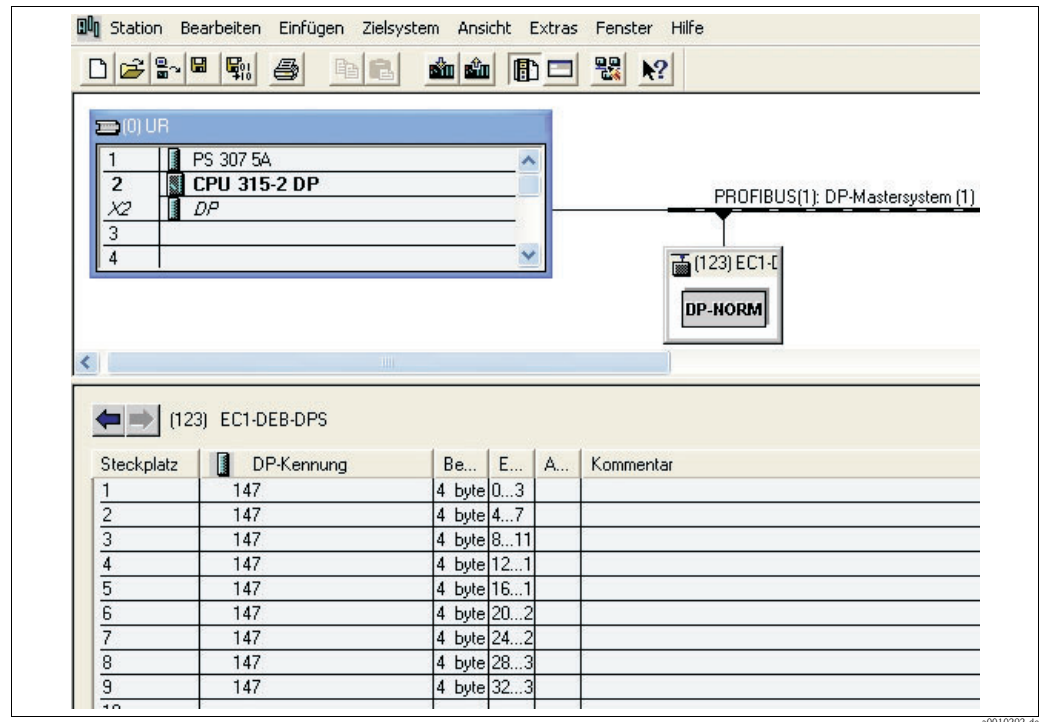 Station Bearbeiten Einfügen Zielsystem Ansicht Extras Fenster Hilfe
(0) UR
1 PS 307 5A
2 CPU 315-2 DP
X2 DP
3
4
PROFIBUS(1): DP-Mastersystem (1)
(123) EC1-D
DP-NORM
(123) EC1-DEB-DPS
Steckplatz DP-Kennung Be... E... A... Kommentar
1 147 4 byte 0...3
2 147 4 byte 4...7
3 147 4 byte 8...11
4 147 4 byte 12...1
5 147 4 byte 16...1
6 147 4 byte 20...2
7 147 4 byte 24...2
8 147 4 byte 28...3
9 147 4 byte 32...3